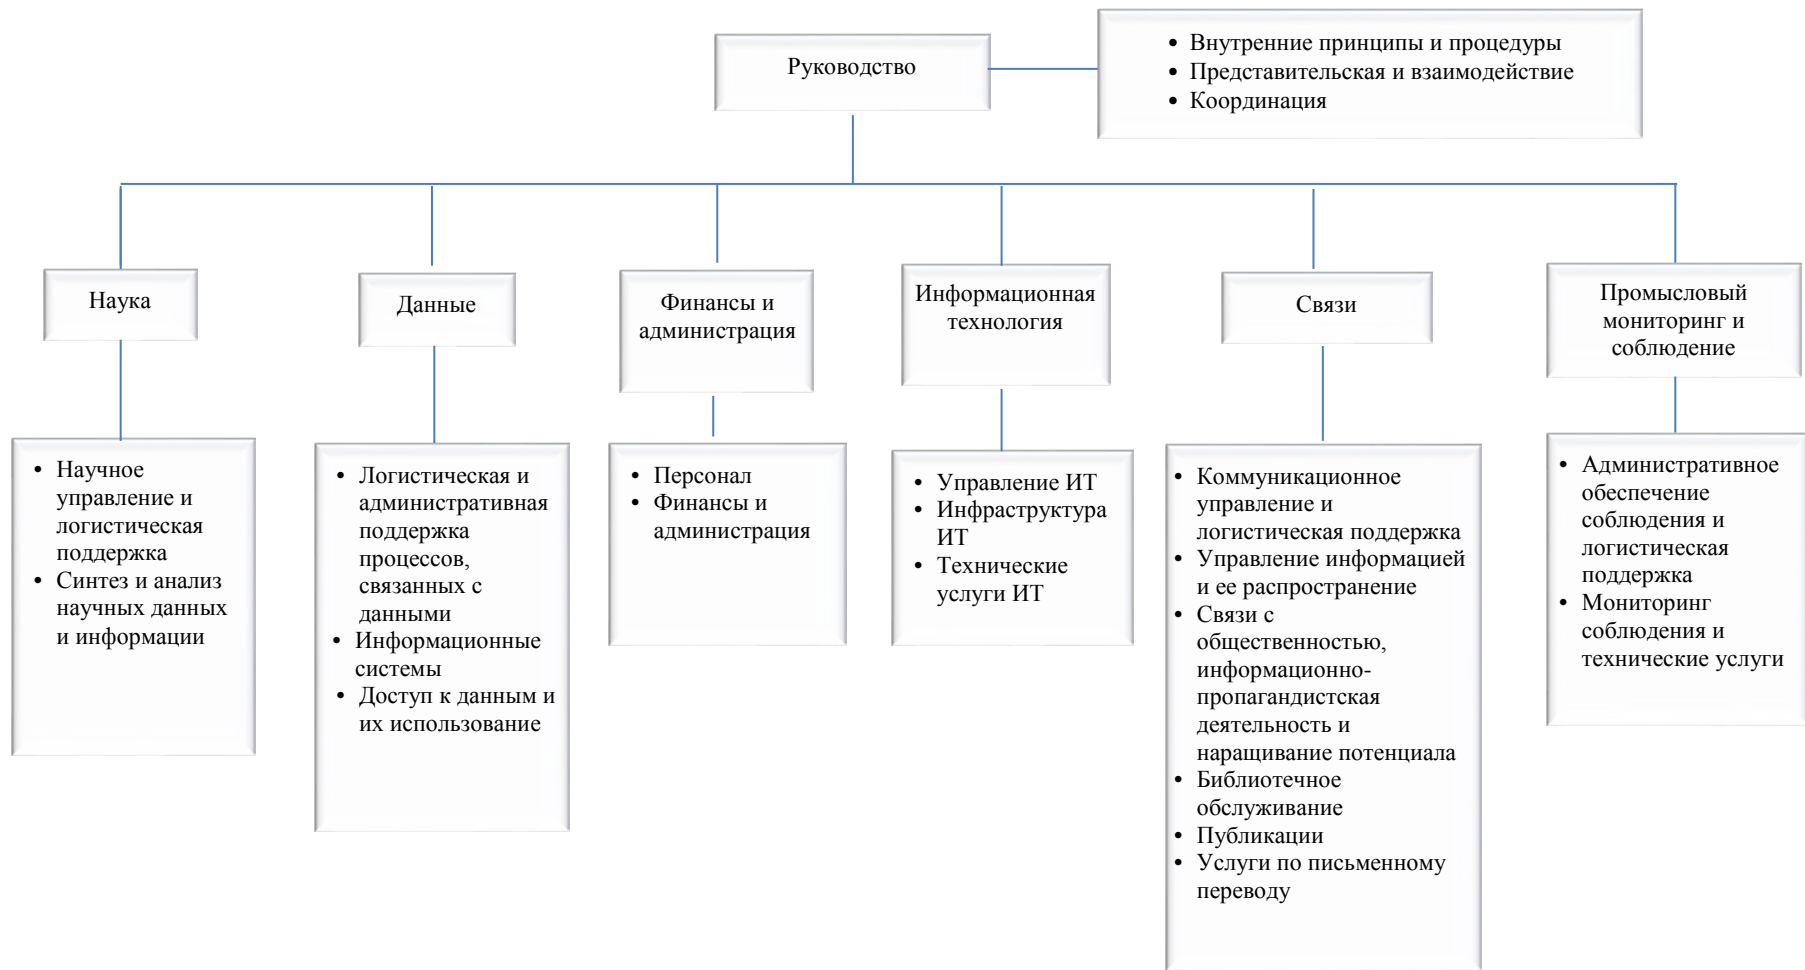 Руководство
• Внутренние принципы и процедуры
• Представительская и взаимодействие
• Координация
Наука
Данные
Финансы и
администрация
Информационная
технология
Связи
Промысловый
мониторинг и
соблюдение
• Научное
управление и
логистическая
поддержка
• Синтез и анализ
научных данных
и информации
• Логистическая и
административная
поддержка
процессов,
связанных с
данными
• Информационные
системы
• Доступ к данным и
их использование
• Персонал
• Финансы и
администрация
• Управление ИТ
• Инфраструктура
ИТ
• Технические
услуги ИТ
• Коммуникационное
управление и
логистическая поддержка
• Управление информацией
и ее распространение
• Связи с
общественностью,
информационно-
пропагандистская
деятельность и
наращивание потенциала
• Библиотечное
обслуживание
• Публикации
• Услуги по письменному
переводу
• Административное
обеспечение
соблюдения и
логистическая
поддержка
• Мониторинг
соблюдения и
технические услуги